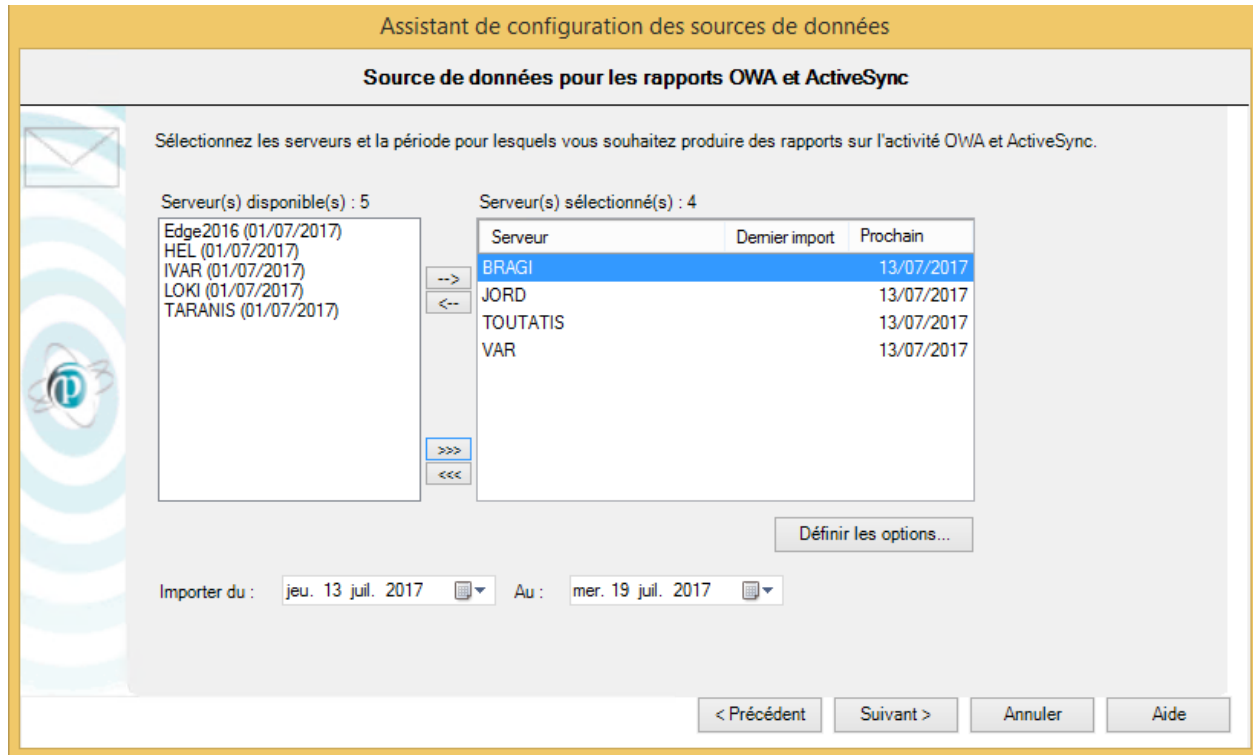 Assistant de configuration des sources de données
Source de données pour les rapports OWA et ActiveSync
Sélectionnez les serveurs et la période pour lesquels vous souhaitez produire des rapports sur l'activité OWA et ActiveSync.
Serveur(s) disponible(s) : 5
Edge2016 (01/07/2017)
HEL (01/07/2017)
IVAR (01/07/2017)
LOKI (01/07/2017)
TARANIS (01/07/2017)
-->
<--
>>>
<<<
Serveur(s) sélectionné(s) : 4
Serveur Dernier import Prochain
BRAGI 13/07/2017
JORD 13/07/2017
TOUTATIS 13/07/2017
VAR 13/07/2017
Définir les options...
Importer du : jeu. 13 juil. 2017 Au : mer. 19 juil. 2017
< Précédent Suivant > Annuler Aide